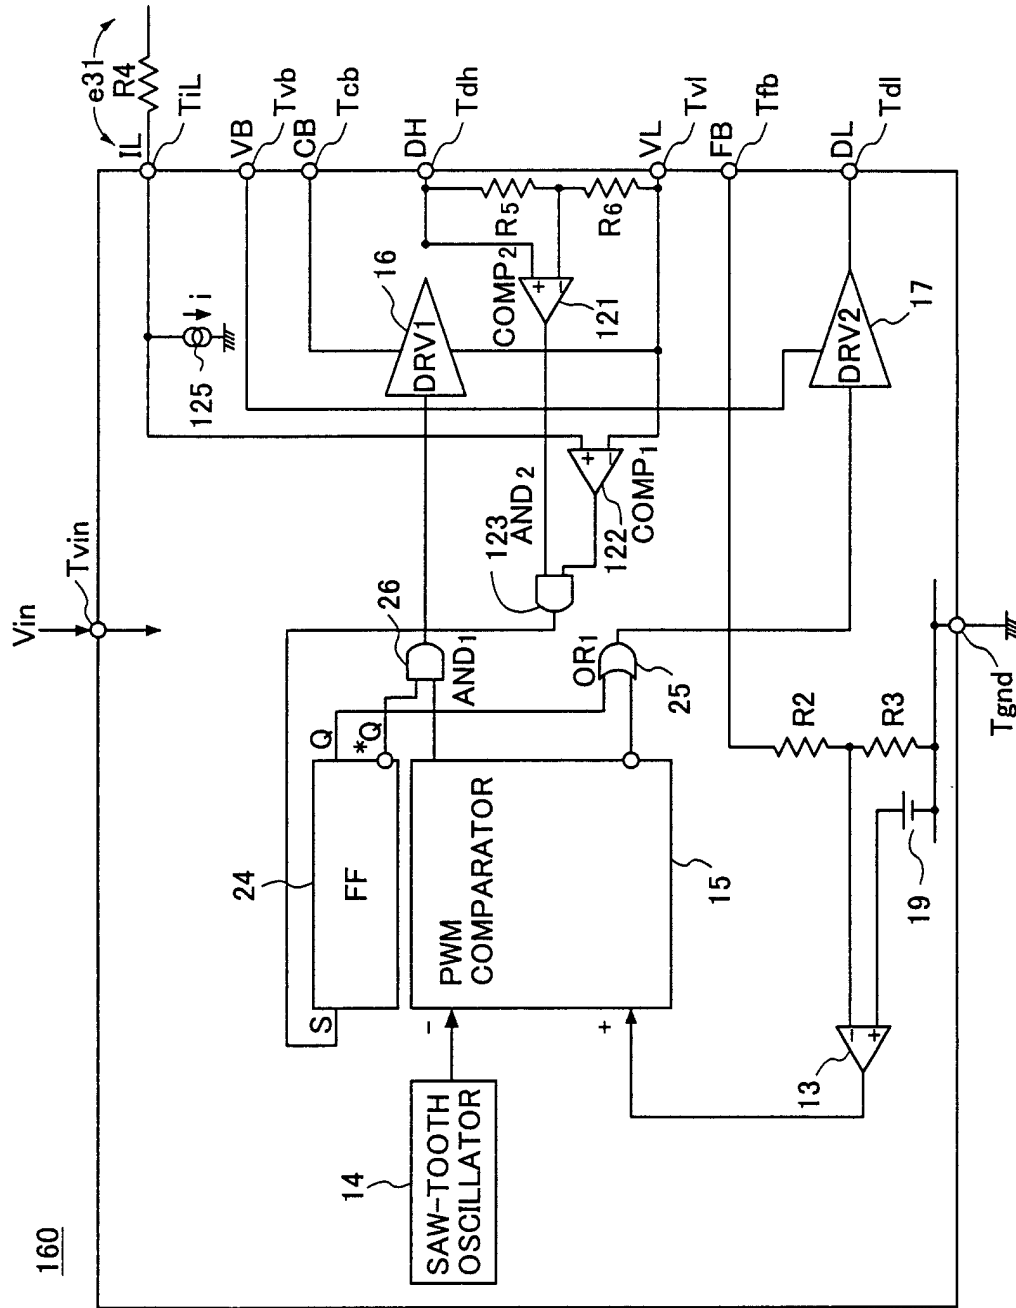 160
Vin
Tvin
e31
R4
IL
TiL
VB
Tvb
CB
Tcb
DH
Tdh
VL
Tvl
FB
Tfb
DL
Tdl
i
125
16
DRV1
COMP2
+
−
121
R5
R6
17
DRV2
123
AND2
+
−
122
COMP1
26
AND1
OR1
25
Q
*Q
24
FF
S
PWM
COMPARATOR
15
-
+
14
SAW-TOOTH
OSCILLATOR
13
−
+
19
R2
R3
Tgnd